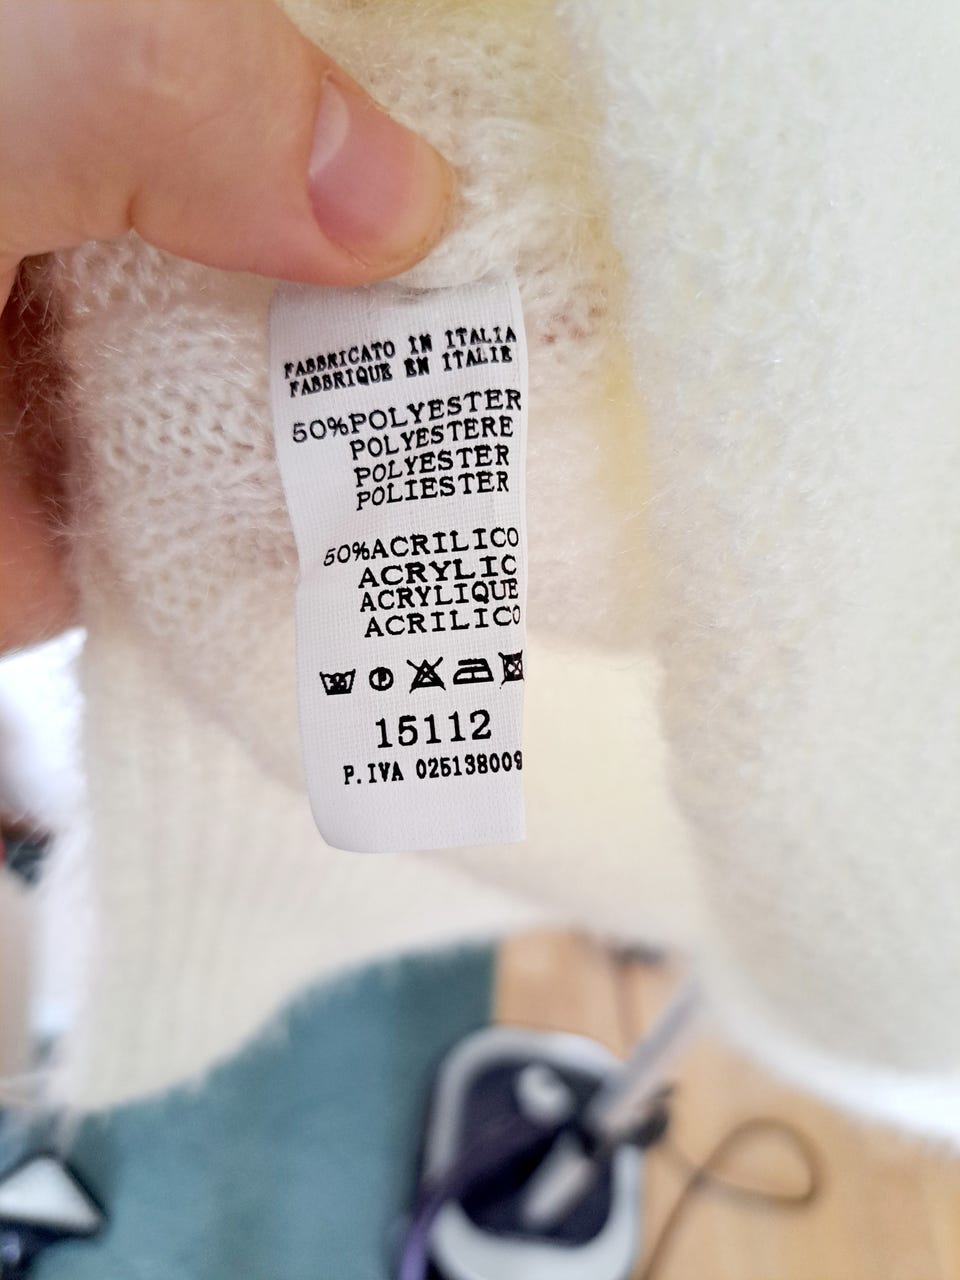 FABBRICATO IN ITALIA
FABBRIQUE EN ITALIE
50%POLYESTER
POLYESTERE
POLYESTER
POLIESTER
50%ACRILICO
ACRYLIC
ACRYLIQUE
ACRILICO
P
15112
P.IVA 025138009